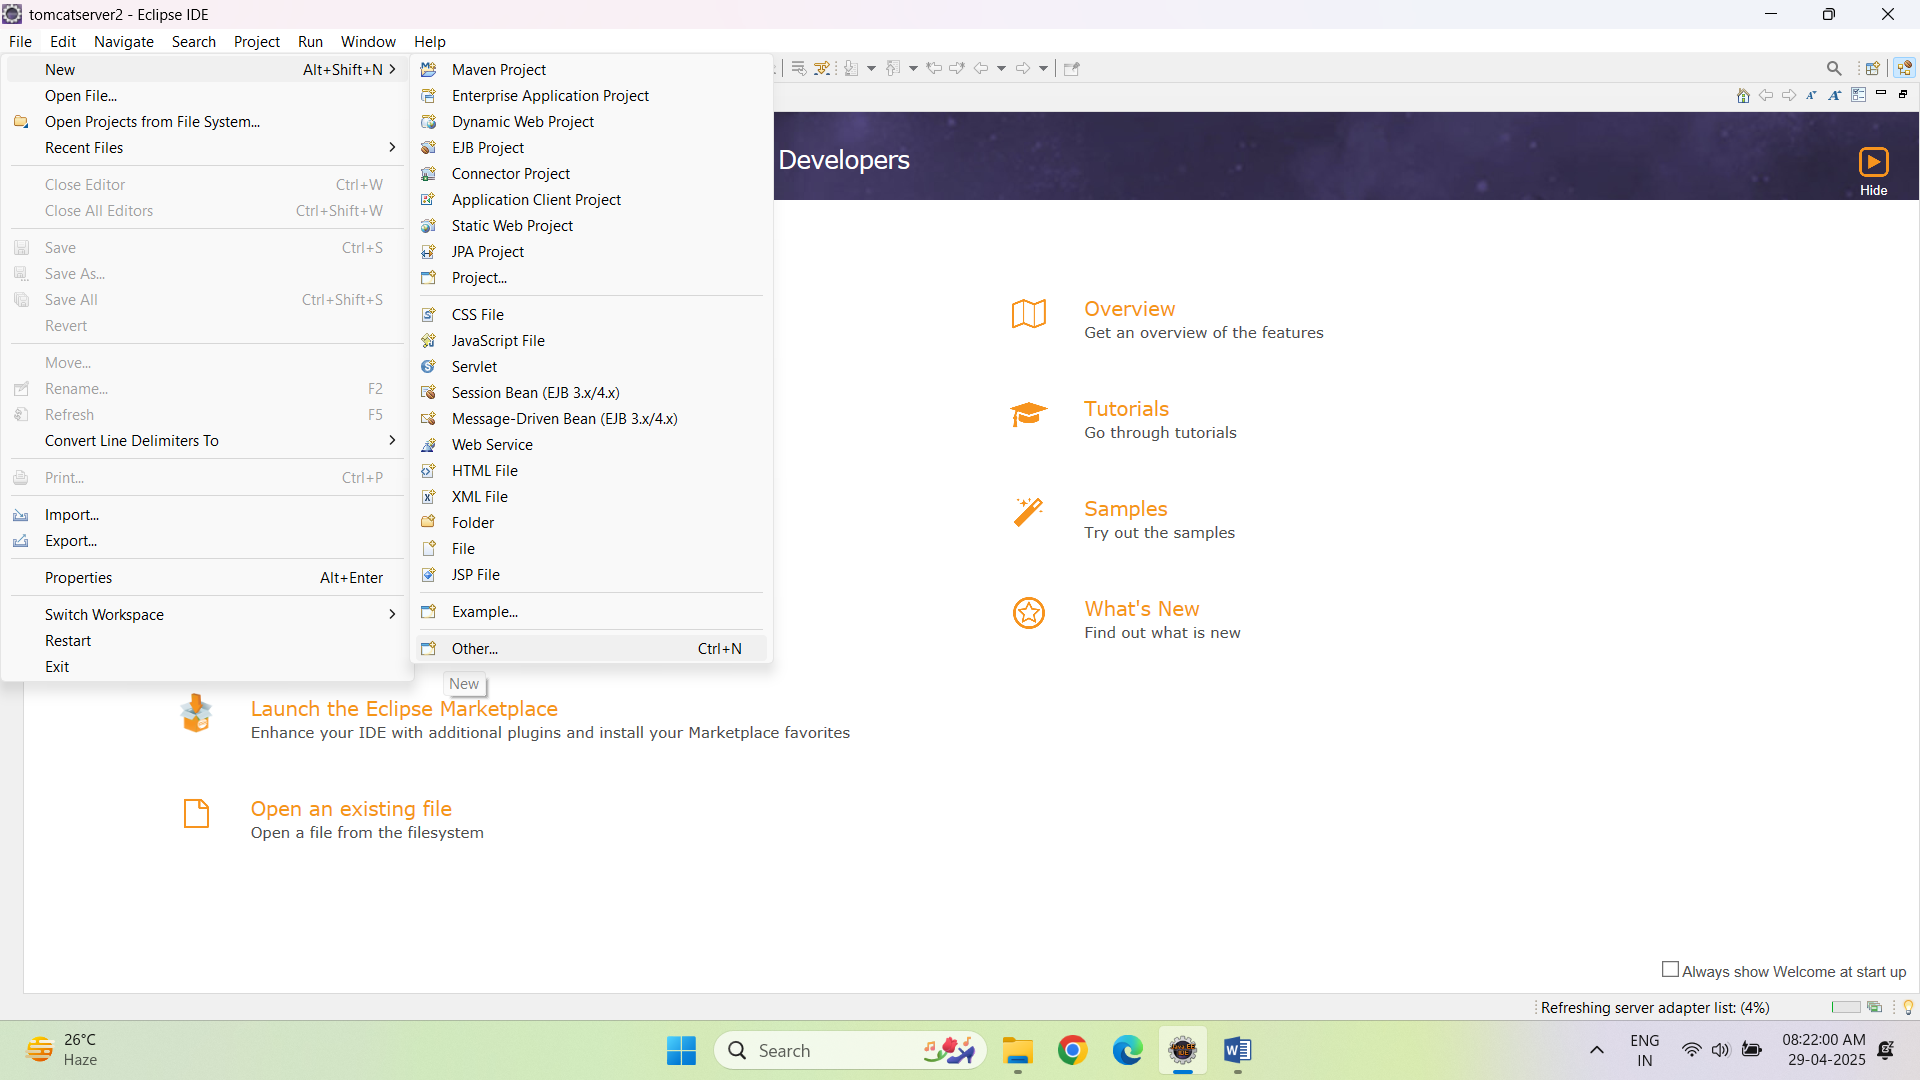 tomcatserver2 - Eclipse IDE
File Edit Navigate Search Project Run Window Help
New Alt+Shift+N
Open File...
Open Projects from File System...
Recent Files
Close Editor Ctrl+W
Close All Editors Ctrl+Shift+W
Save Ctrl+S
Save As...
Save All Ctrl+Shift+S
Revert
Move...
Rename... F2
Refresh F5
Convert Line Delimiters To
Print... Ctrl+P
Import...
Export...
Properties Alt+Enter
Switch Workspace
Restart
Exit
Maven Project
Enterprise Application Project
Dynamic Web Project
EJB Project
Connector Project
Application Client Project
Static Web Project
JPA Project
Project...
CSS File
JavaScript File
Servlet
Session Bean (EJB 3.x/4.x)
Message-Driven Bean (EJB 3.x/4.x)
Web Service
HTML File
XML File
Folder
File
JSP File
Example...
Other... Ctrl+N
New
Developers
Hide
Overview
Get an overview of the features
Tutorials
Go through tutorials
Samples
Try out the samples
What's New
Find out what is new
Launch the Eclipse Marketplace
Enhance your IDE with additional plugins and install your Marketplace favorites
Open an existing file
Open a file from the filesystem
Always show Welcome at start up
Refreshing server adapter list: (4%)
26°C
Haze
Search
ENG
IN
08:22:00 AM
29-04-2025